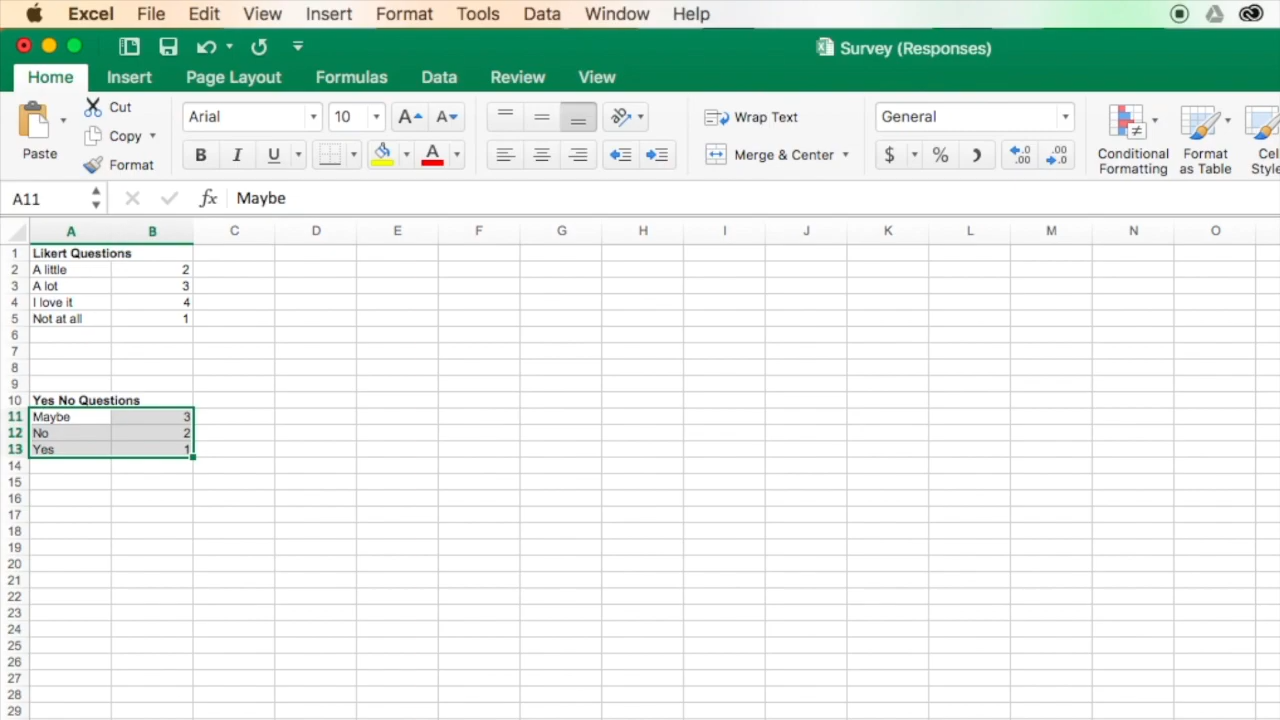 Excel File Edit View Insert Format Tools Data Window Help
Survey (Responses)
Home Insert Page Layout Formulas Data Review View
Paste
Cut
Copy
Format
Arial 10 A A
B I U A
Wrap Text
Merge & Center
General
$ %
Conditional Formatting
Format as Table
A11 fx Maybe
A B C D E F G H I J K L M N O
1 Likert Questions
2 A little 2
3 A lot 3
4 I love it 4
5 Not at all 1
6
7
8
9
10 Yes No Questions
11 Maybe 3
12 No 2
13 Yes 1
14
15
16
17
18
19
20
21
22
23
24
25
26
27
28
29